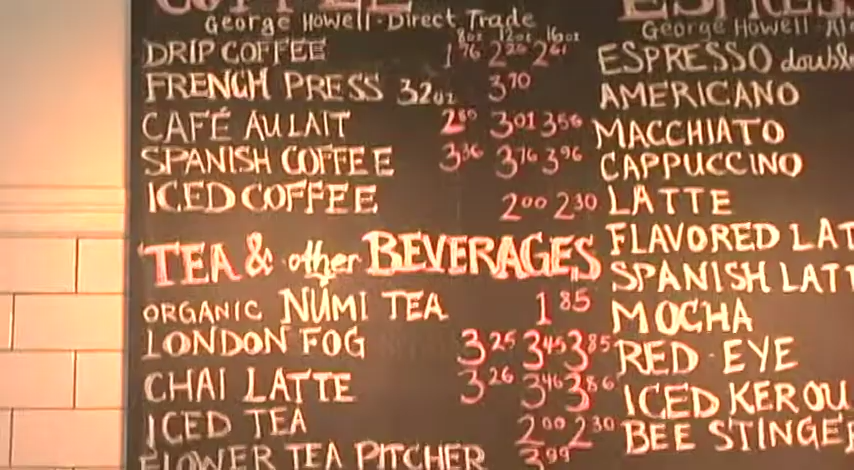 COFFEE
George Howell - Direct Trade
8oz 12oz 16oz
DRIP COFFEE 1.76 2.20 2.61
FRENCH PRESS 32oz 3.70
CAFÉ AU LAIT 2.80 3.01 3.56
SPANISH COFFEE 3.36 3.76 3.96
ICED COFFEE 2.00 2.30
TEA & other BEVERAGES
ORGANIC NUMI TEA 1.85
LONDON FOG 3.25 3.45 3.85
CHAI LATTE 3.26 3.46 3.86
ICED TEA 2.00 2.30
FLOWER TEA PITCHER 3.99
ESPRESS
George Howell - Al
ESPRESSO double
AMERICANO
MACCHIATO
CAPPUCCINO
LATTE
FLAVORED LAT
SPANISH LATT
MOCHA
RED-EYE
ICED KEROU
BEE STINGE